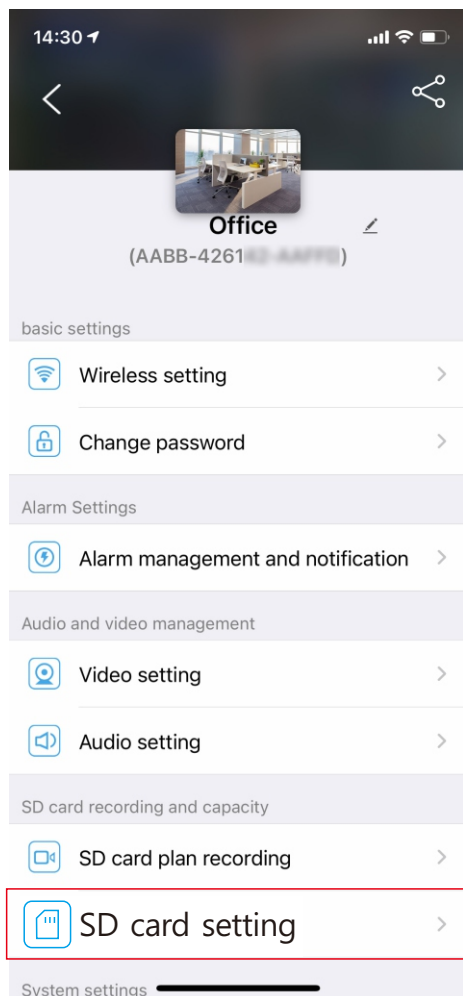 14:30
Office
(AABB-4261 )
basic settings
Wireless setting
Change password
Alarm Settings
Alarm management and notification
Audio and video management
Video setting
Audio setting
SD card recording and capacity
SD card plan recording
SD card setting
System settings